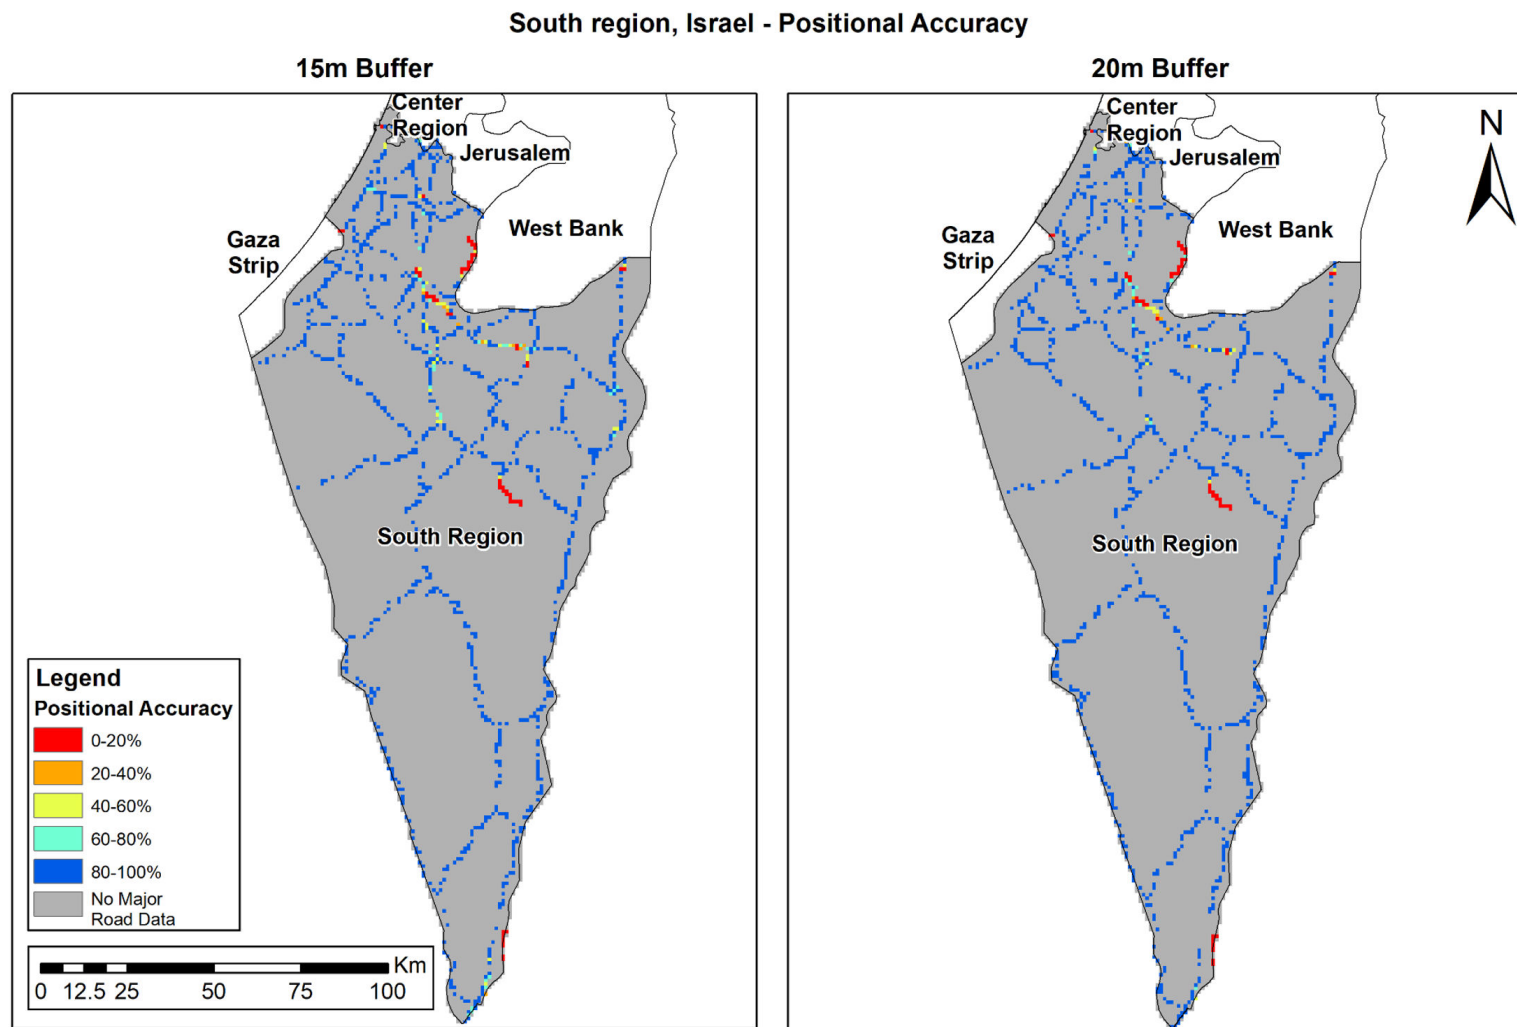 South region, Israel - Positional Accuracy
15m Buffer
Center
Region
Jerusalem
West Bank
Gaza
Strip
South Region
Legend
Positional Accuracy
0-20%
20-40%
40-60%
60-80%
80-100%
No Major
Road Data
Km
0 12.5 25 50 75 100
20m Buffer
N
Center
Region
Jerusalem
West Bank
Gaza
Strip
South Region